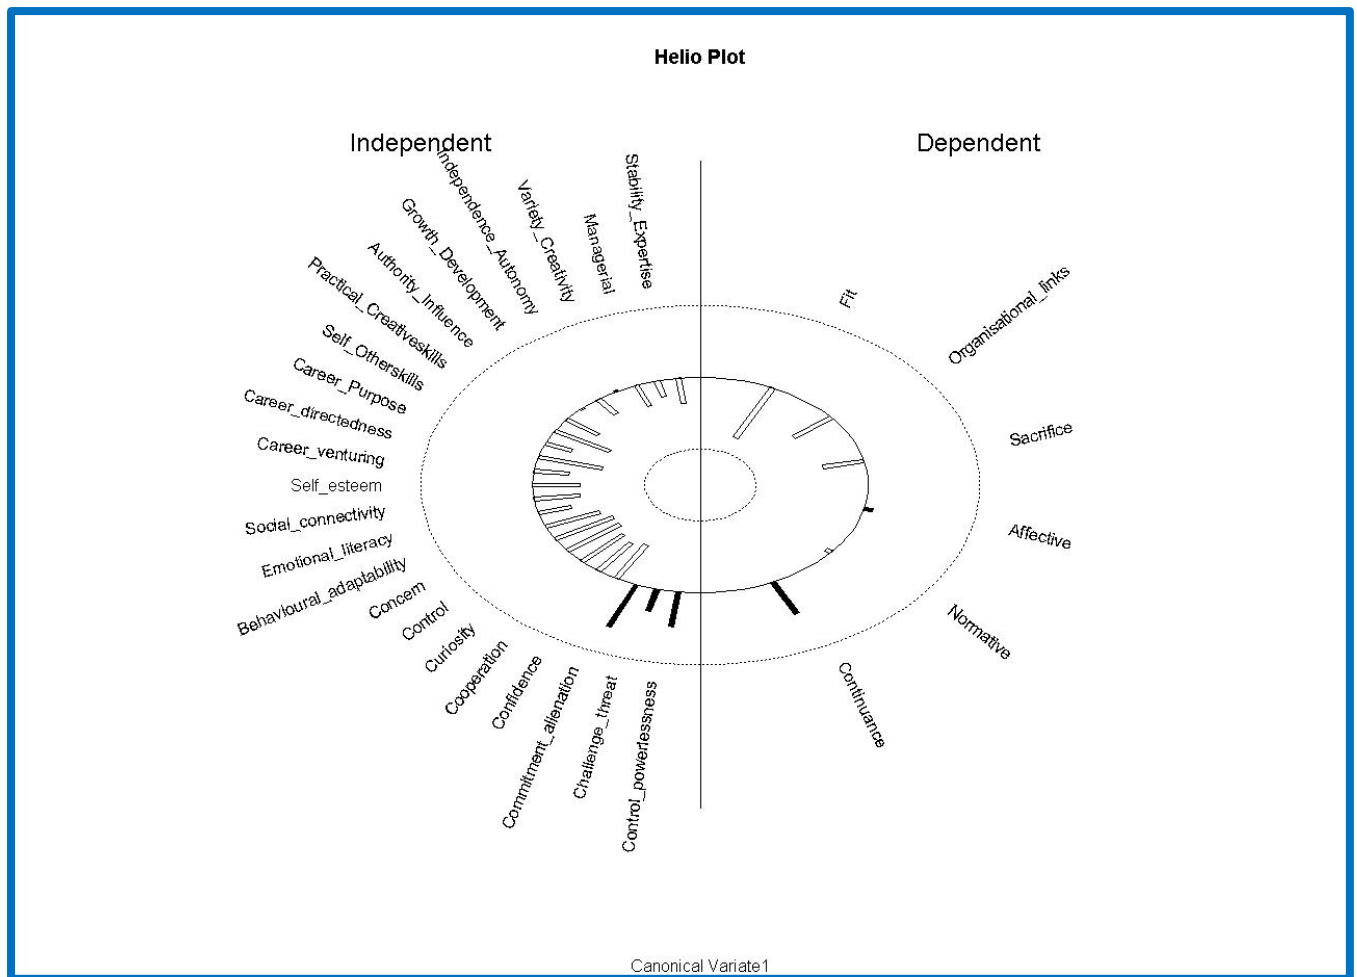 Helio Plot
Independent
Dependent
Stability_Expertise
Managerial
Variety_Creativity
Independence_Autonomy
Growth_Development
Authority_Influence
Practical_Creativeskills
Self_Otherskills
Career_Purpose
Career_directedness
Career_venturing
Self_esteem
Social_connectivity
Emotional_literacy
Behavioural_adaptability
Concern
Control
Curiosity
Cooperation
Confidence
Commitment_alienation
Challenge_threat
Control_powerlessness
Fit
Organisational_links
Sacrifice
Affective
Normative
Continuance
Canonical Variate1